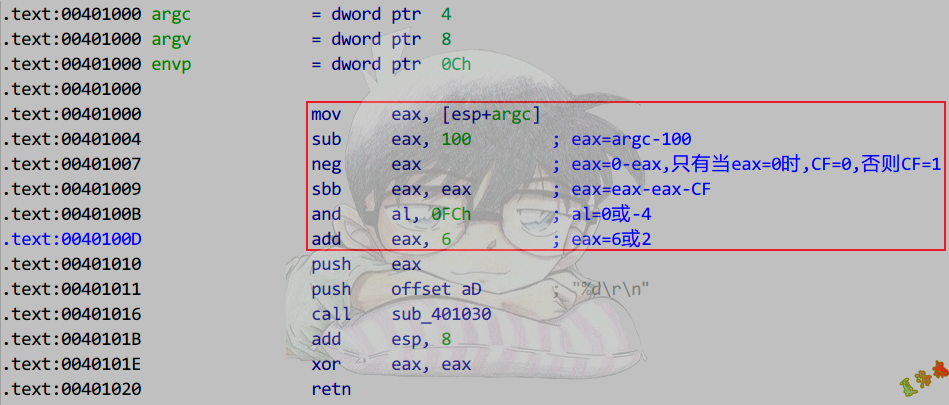 .text:00401000 argc = dword ptr 4
.text:00401000 argv = dword ptr 8
.text:00401000 envp = dword ptr 0Ch
.text:00401000
.text:00401000 mov eax, [esp+argc]
.text:00401004 sub eax, 100 ; eax=argc-100
.text:00401007 neg eax ; eax=0-eax,只有当eax=0时,CF=0,否则CF=1
.text:00401009 sbb eax, eax ; eax=eax-eax-CF
.text:0040100B and al, 0FCh ; al=0或-4
.text:0040100D add eax, 6 ; eax=6或2
.text:00401010 push eax
.text:00401011 push offset aD ; "%d\r\n"
.text:00401016 call sub_401030
.text:0040101B add esp, 8
.text:0040101E xor eax, eax
.text:00401020 retn